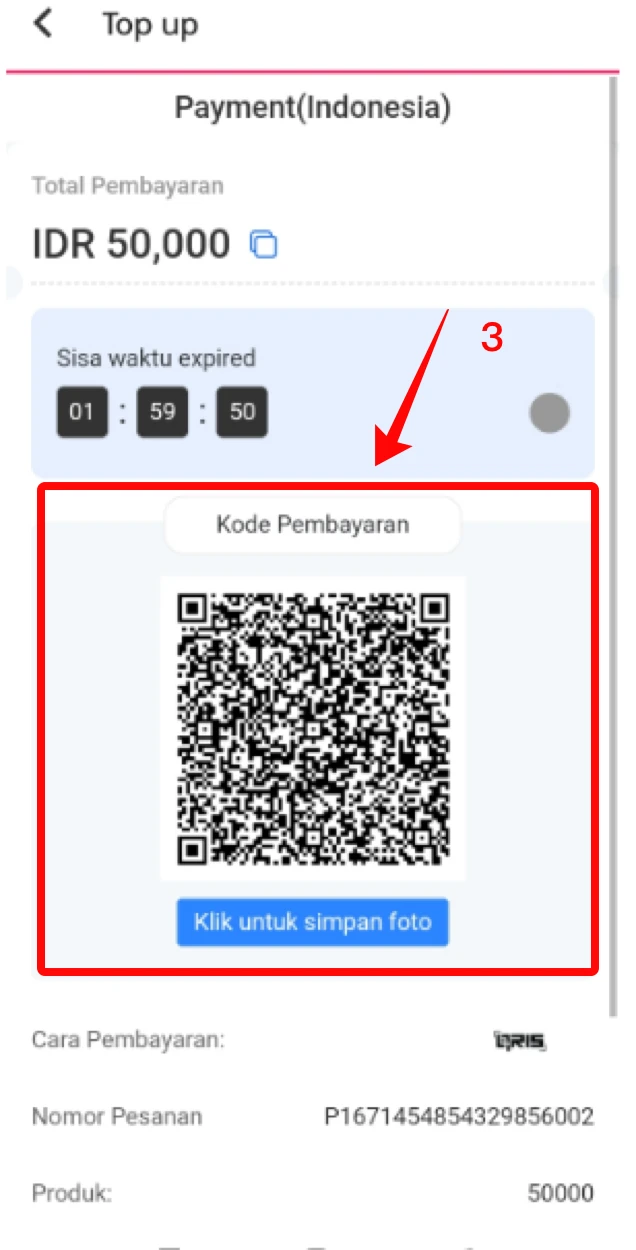 Top up
Payment(Indonesia)
Total Pembayaran
IDR 50,000
3
Sisa waktu expired
01 : 59 : 50
Kode Pembayaran
Klik untuk simpan foto
Cara Pembayaran: QRIS
Nomor Pesanan P1671454854329856002
Produk: 50000